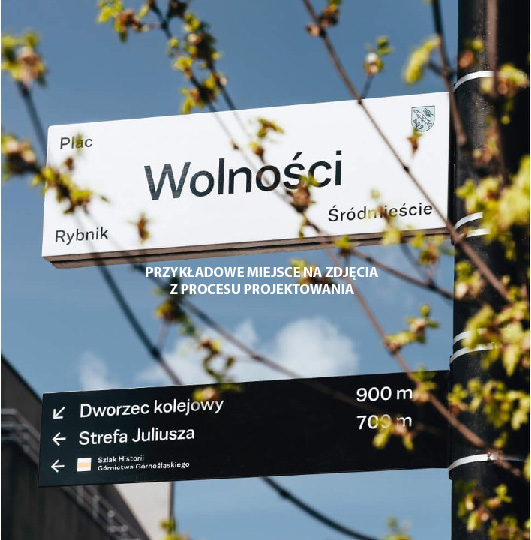 Plac
Wolności
Rybnik
Śródmieście
PRZYKŁADOWE MIEJSCE NA ZDJĘCIA
Z PROCESU PROJEKTOWANIA
↙ Dworzec kolejowy 900 m
← Strefa Juliusza 700 m
← Szlak Historii
Górnictwa Górnośląskiego